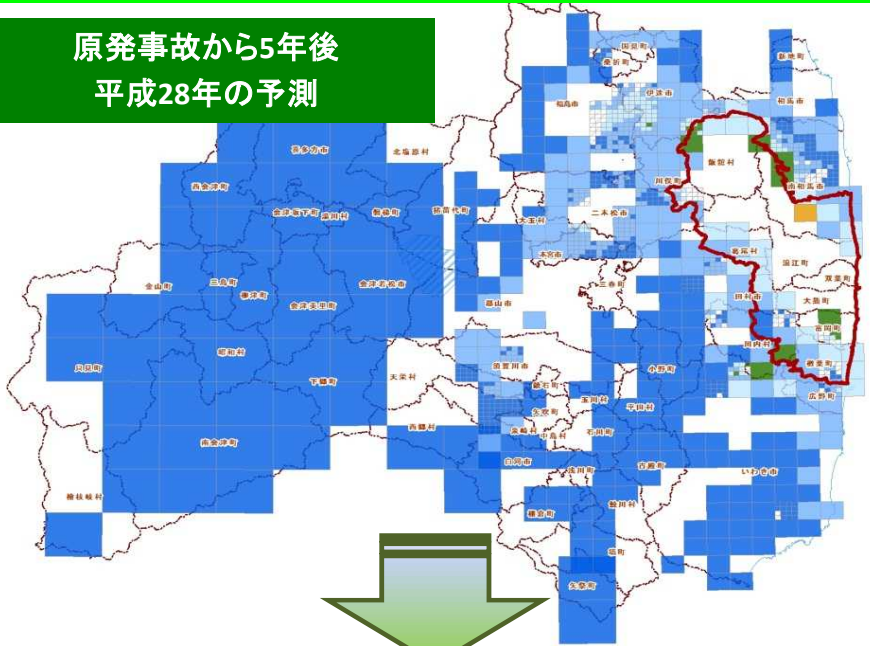 原発事故から5年後
平成28年の予測
国見町
桑折町
新地町
伊達市
福島市
相馬市
喜多方市
北塩原村
飯舘村
川俣町
南相馬市
西会津町
会津坂下町
湯川村
磐梯町
猪苗代町
二本松市
大玉村
本宮市
葛尾村
浪江町
双葉町
金山町
三島町
柳津町
会津若松市
三春町
会津美里町
郡山市
田村市
大熊町
富岡町
昭和村
川内村
只見町
下郷町
天栄村
須賀川市
小野町
楢葉町
鏡石町
広野町
玉川村
平田村
矢吹町
西郷村
泉崎村
中島村
石川町
南会津町
白河市
浅川町
古殿町
いわき市
檜枝岐村
棚倉町
鮫川村
塙町
矢祭町